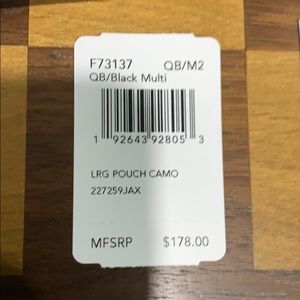 F73137 QB/M2
QB/Black Multi
1 92643 92805 3
LRG POUCH CAMO
227259JAX
MFSRP $178.00